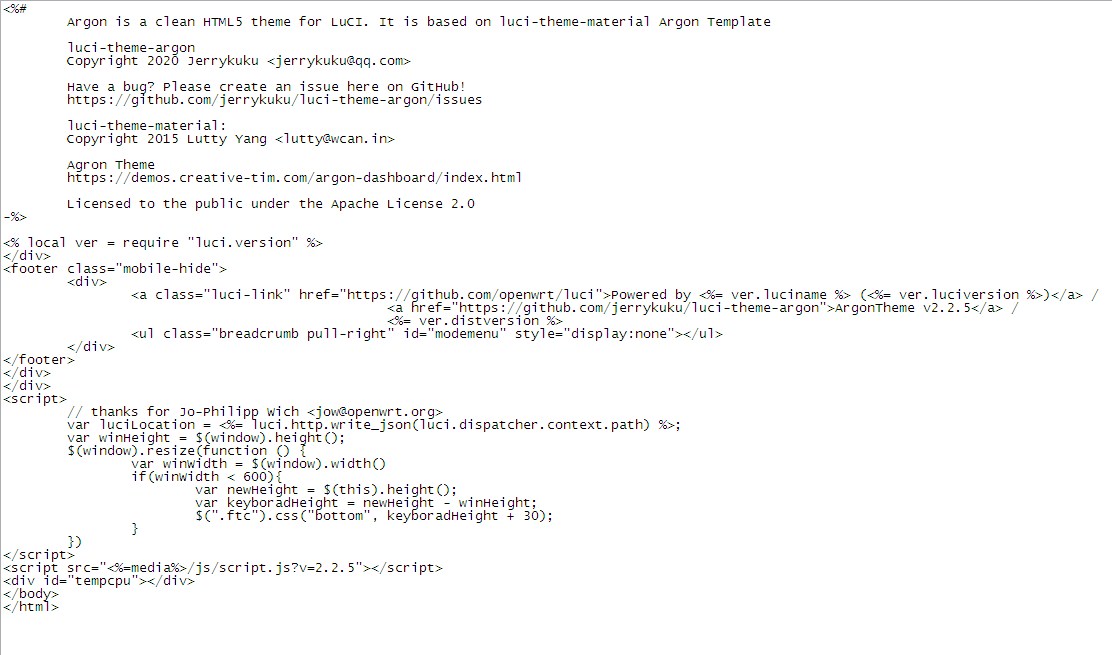 <%#
	Argon is a clean HTML5 theme for LuCI. It is based on luci-theme-material Argon Template

	luci-theme-argon
	Copyright 2020 Jerrykuku <jerrykuku@qq.com>

	Have a bug? Please create an issue here on GitHub!
	https://github.com/jerrykuku/luci-theme-argon/issues

	luci-theme-material:
	Copyright 2015 Lutty Yang <lutty@wcan.in>

	Agron Theme
	https://demos.creative-tim.com/argon-dashboard/index.html

	Licensed to the public under the Apache License 2.0
-%>

<% local ver = require "luci.version" %>
</div>
<footer class="mobile-hide">
	<div>
		<a class="luci-link" href="https://github.com/openwrt/luci">Powered by <%= ver.luciname %> (<%= ver.luciversion %>)</a> /
						<a href="https://github.com/jerrykuku/luci-theme-argon">ArgonTheme v2.2.5</a> /
						<%= ver.distversion %>
		<ul class="breadcrumb pull-right" id="modemenu" style="display:none"></ul>
	</div>
</footer>
</div>
</div>
<script>
	// thanks for Jo-Philipp Wich <jow@openwrt.org>
	var luciLocation = <%= luci.http.write_json(luci.dispatcher.context.path) %>;
	var winHeight = $(window).height();
	$(window).resize(function () {
		var winWidth = $(window).width()
		if(winWidth < 600){
			var newHeight = $(this).height();
			var keyboradHeight = newHeight - winHeight;
			$(".ftc").css("bottom", keyboradHeight + 30);
		}
	})
</script>
<script src="<%=media%>/js/script.js?v=2.2.5"></script>
<div id="tempcpu"></div>
</body>
</html>